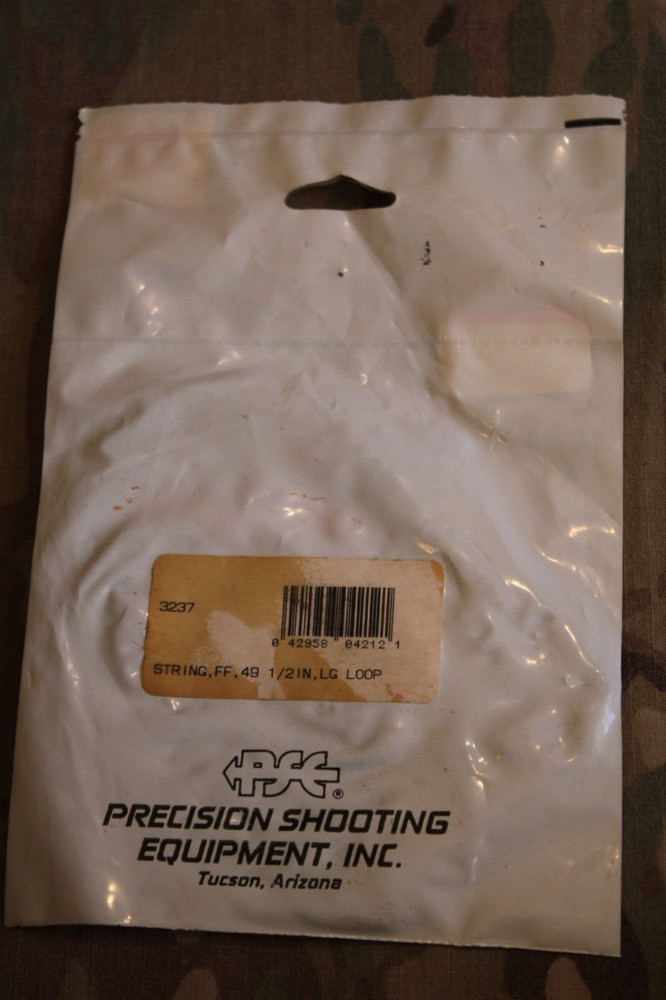 3237
0 42958 04212 1
STRING,FF,49 1/2IN,LG LOOP
PSE®
PRECISION SHOOTING
EQUIPMENT, INC.
Tucson, Arizona